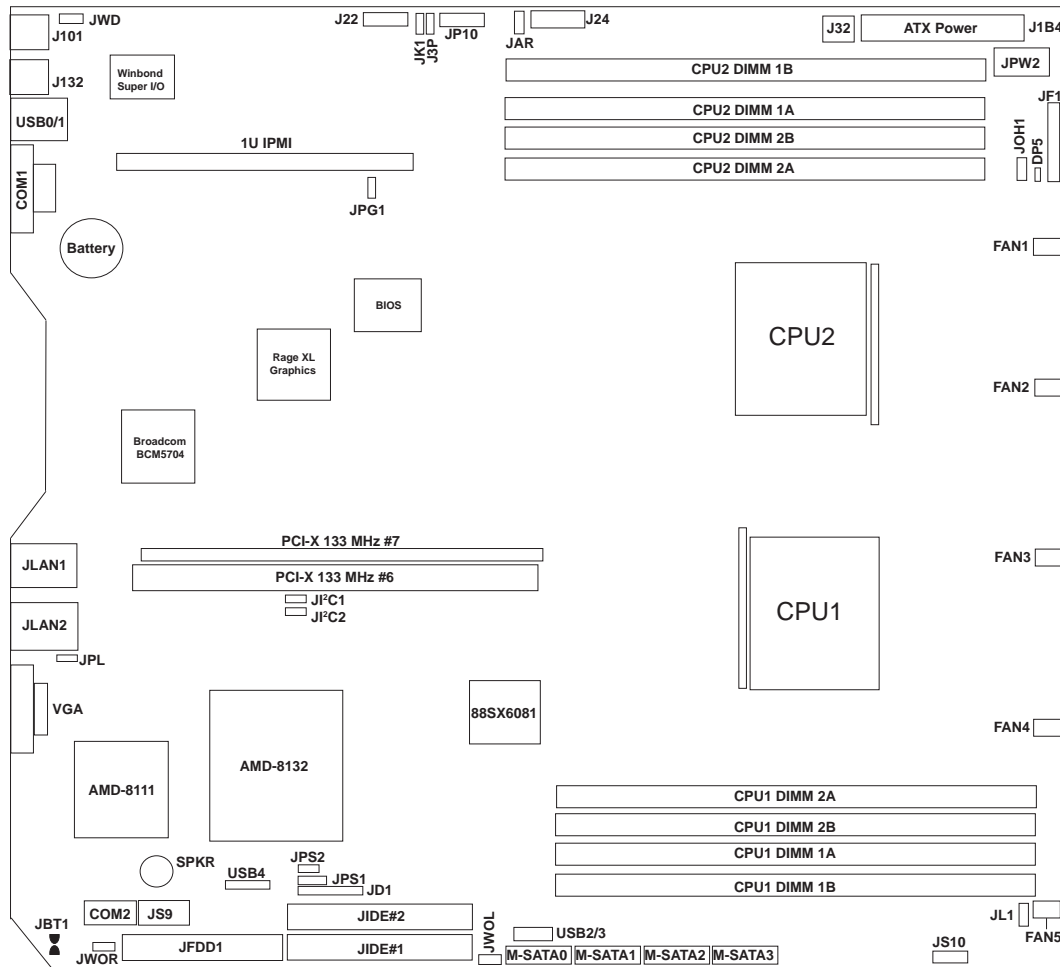 JWD
J22
JK1
J3P
JP10
JAR
J24
J32
ATX Power
J1B4
J101
J132
Winbond
Super I/O
CPU2 DIMM 1B
JPW2
USB0/1
CPU2 DIMM 1A
JF1
1U IPMI
CPU2 DIMM 2B
JOH1
DP5
CPU2 DIMM 2A
COM1
JPG1
Battery
FAN1
BIOS
CPU2
Rage XL
Graphics
FAN2
Broadcom
BCM5704
PCI-X 133 MHz #7
FAN3
JLAN1
PCI-X 133 MHz #6
JI²C1
JI²C2
CPU1
JLAN2
JPL
VGA
88SX6081
FAN4
AMD-8132
AMD-8111
CPU1 DIMM 2A
CPU1 DIMM 2B
SPKR
JPS2
CPU1 DIMM 1A
USB4
JPS1
JD1
CPU1 DIMM 1B
COM2
JS9
JIDE#2
JL1
JBT1
JWOL
USB2/3
FAN5
JWOR
JFDD1
JIDE#1
M-SATA0
M-SATA1
M-SATA2
M-SATA3
JS10